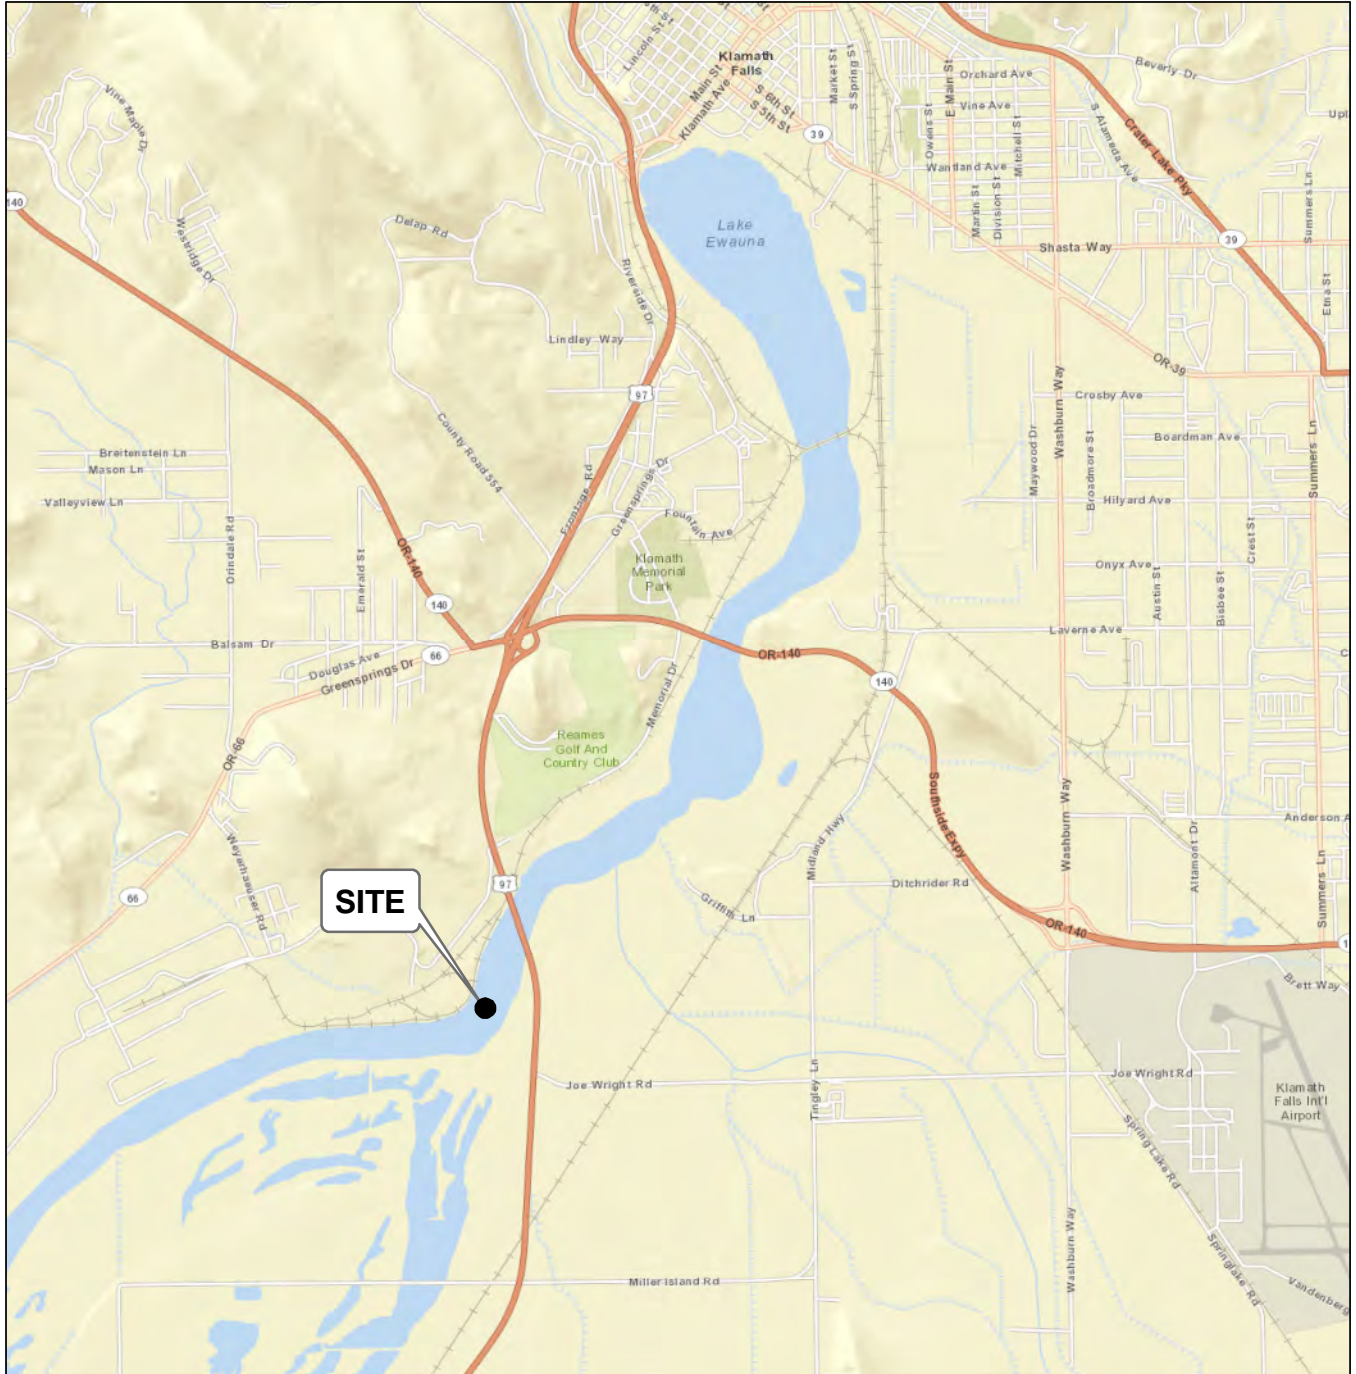 Lincoln St
Klamath
Falls
Main St
Klamath Ave
S 6th St
S 5th St
Market St
S Spring St
39
E Main St
Orchard Ave
Vine Ave
Owens St
Mitchell St
Wantland Ave
Martin St
Division St
Beverly Dr
S Alameda Ave
Crater Lake Pky
Summers Ln
Shasta Way
39
Etna St
Vine Maple Dr
140
Westridge Dr
Delap Rd
Lake
Ewauna
Riverside Dr
Lindley Way
97
OR-39
Crosby Ave
Washburn Way
Boardman Ave
Maywood Dr
Broadmore St
Summers Ln
Hilyard Ave
Crest St
Onyx Ave
Austin St
Bisbee St
Laverne Ave
Breitenstein Ln
Mason Ln
Valleyview Ln
County Road 554
Frontage Rd
Greensprings Dr
Fountain Ave
Klamath
Memorial
Park
Orindale Rd
Emerald St
OR-140
140
Balsam Dr
Douglas Ave
66
Greensprings Dr
OR-66
OR-140
140
Memorial Dr
Reames
Golf And
Country Club
Southside Expy
Washburn Way
Weyerhaeuser Rd
Midland Hwy
Altamont Dr
Anderson A
66
97
SITE
Ditchrider Rd
Griffith Ln
Summers Ln
OR-140
Brett Way
Joe Wright Rd
Tingley Ln
Joe Wright Rd
Klamath
Falls Int'l
Airport
Spring Lake Rd
Washburn Way
Miller Island Rd
Springlake Rd
Vandenberg